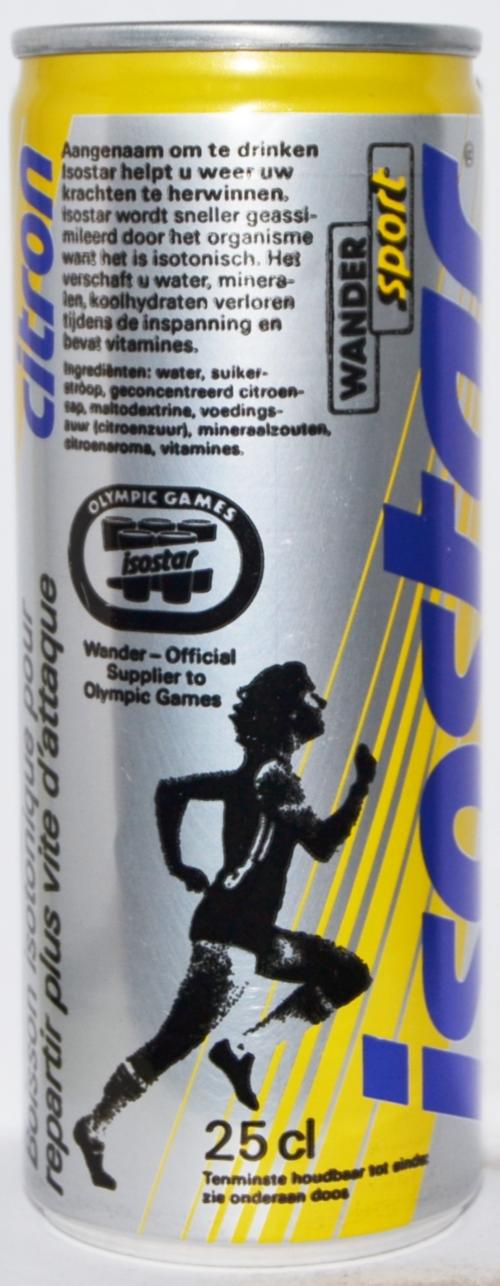 citron
Aangenaam om te drinken
Isostar helpt u weer uw
krachten te herwinnen,
isostar wordt sneller geassi-
mileerd door het organisme
want het is isotonisch. Het
verschaft u water, minera-
len, koolhydraten verloren
tijdens de inspanning en
bevat vitamines.
Ingrediënten: water, suiker-
stroop, geconcentreerd citroen-
sap, maltodextrine, voedings-
zuur (citroenzuur), mineraalzouten,
citroenaroma, vitamines.
WANDER
sport
OLYMPIC GAMES
isostar
Wander – Official
Supplier to
Olympic Games
Boisson isotonique pour
repartir plus vite d'attaque
isostar
®
25 cl
Tenminste houdbaar tot einde:
zie onderaan doos